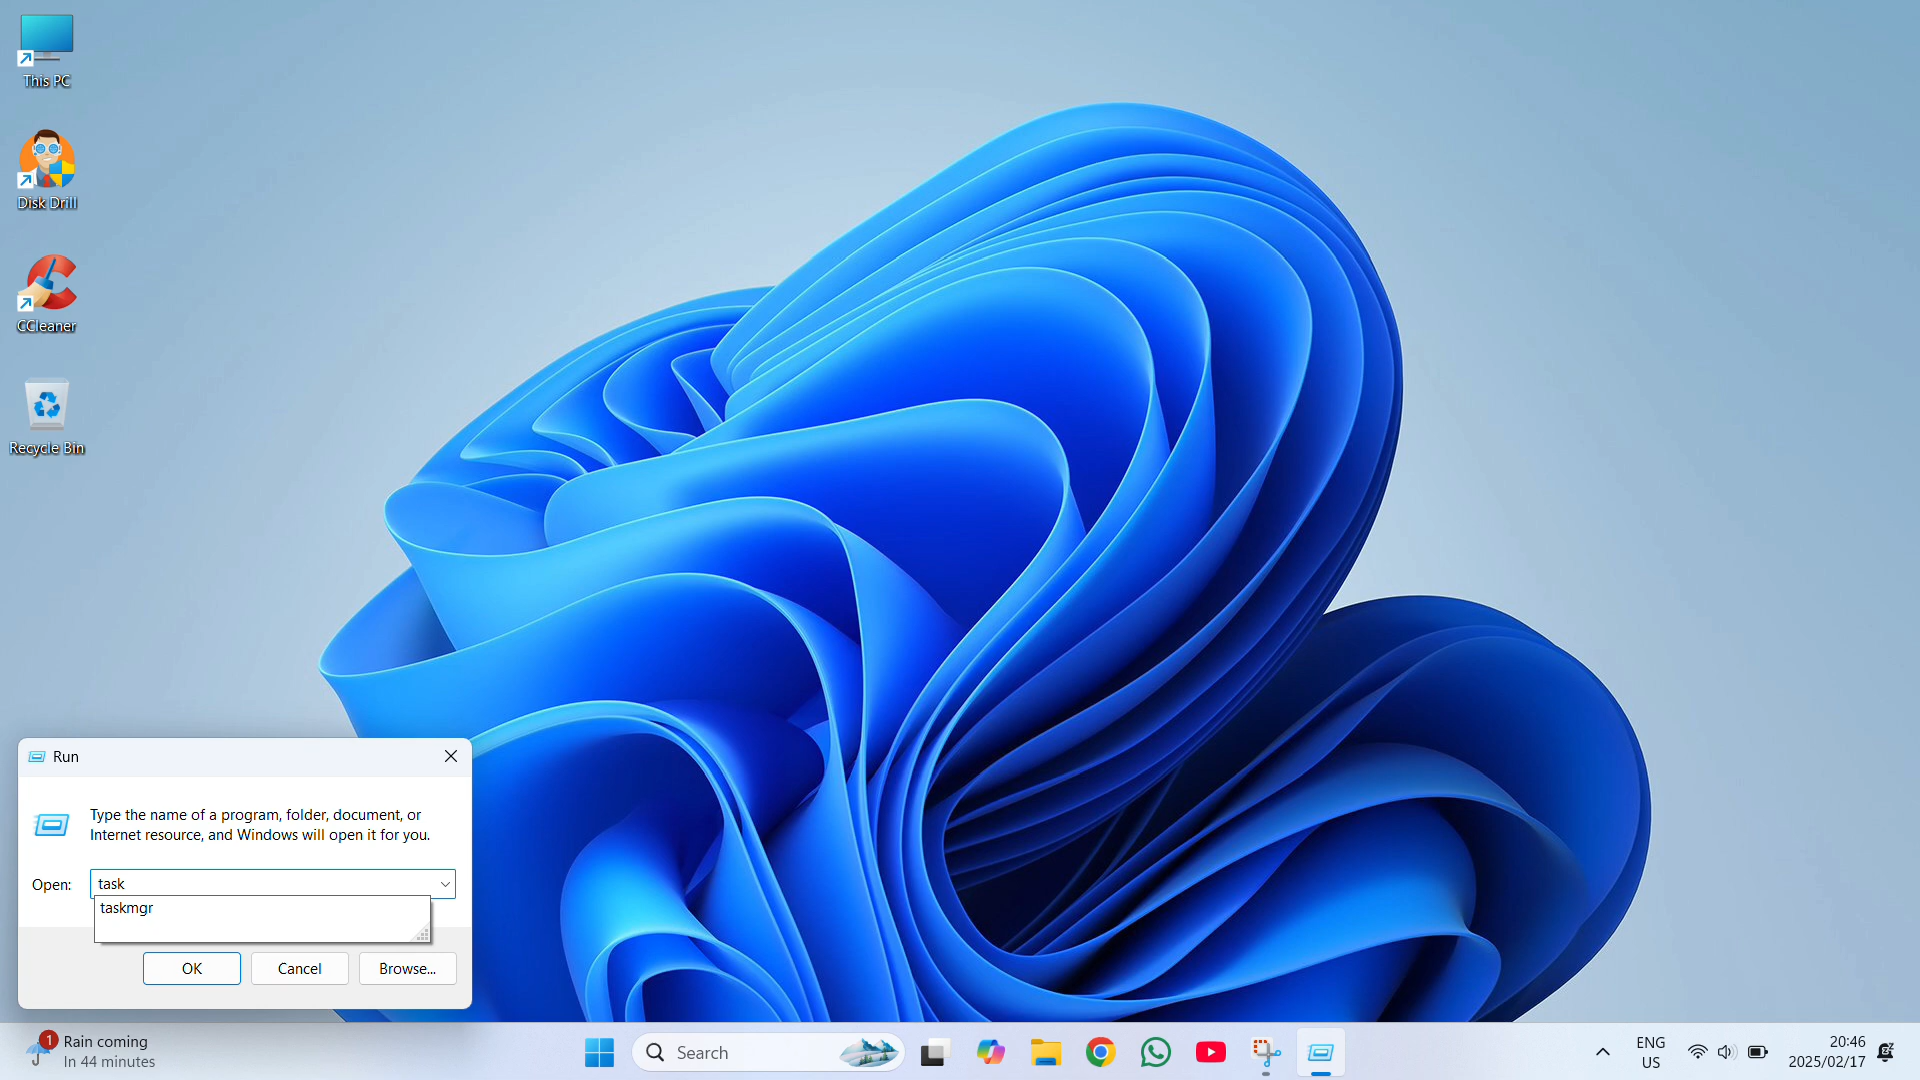 This PC
Disk Drill
CCleaner
Recycle Bin
Run
Type the name of a program, folder, document, or
Internet resource, and Windows will open it for you.
Open:
task
taskmgr
OK
Cancel
Browse...
1
Rain coming
In 44 minutes
Search
ENG
US
20:46
2025/02/17